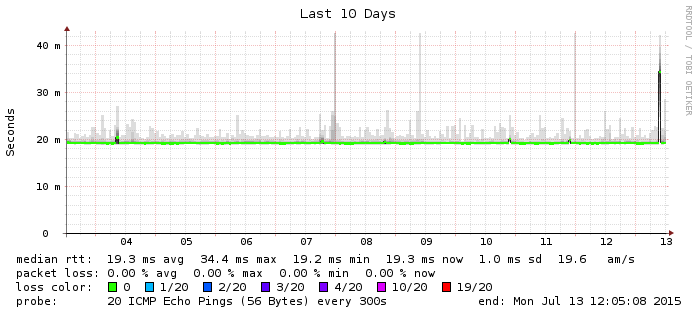 Last 10 Days
RRDTOOL / TOBI OETIKER
Seconds
40 m
30 m
20 m
10 m
0
04 05 06 07 08 09 10 11 12 13
median rtt: 19.3 ms avg 34.4 ms max 19.2 ms min 19.3 ms now 1.0 ms sd 19.6 am/s
packet loss: 0.00 % avg 0.00 % max 0.00 % min 0.00 % now
loss color: 0 1/20 2/20 3/20 4/20 10/20 19/20
probe: 20 ICMP Echo Pings (56 Bytes) every 300s end: Mon Jul 13 12:05:08 2015